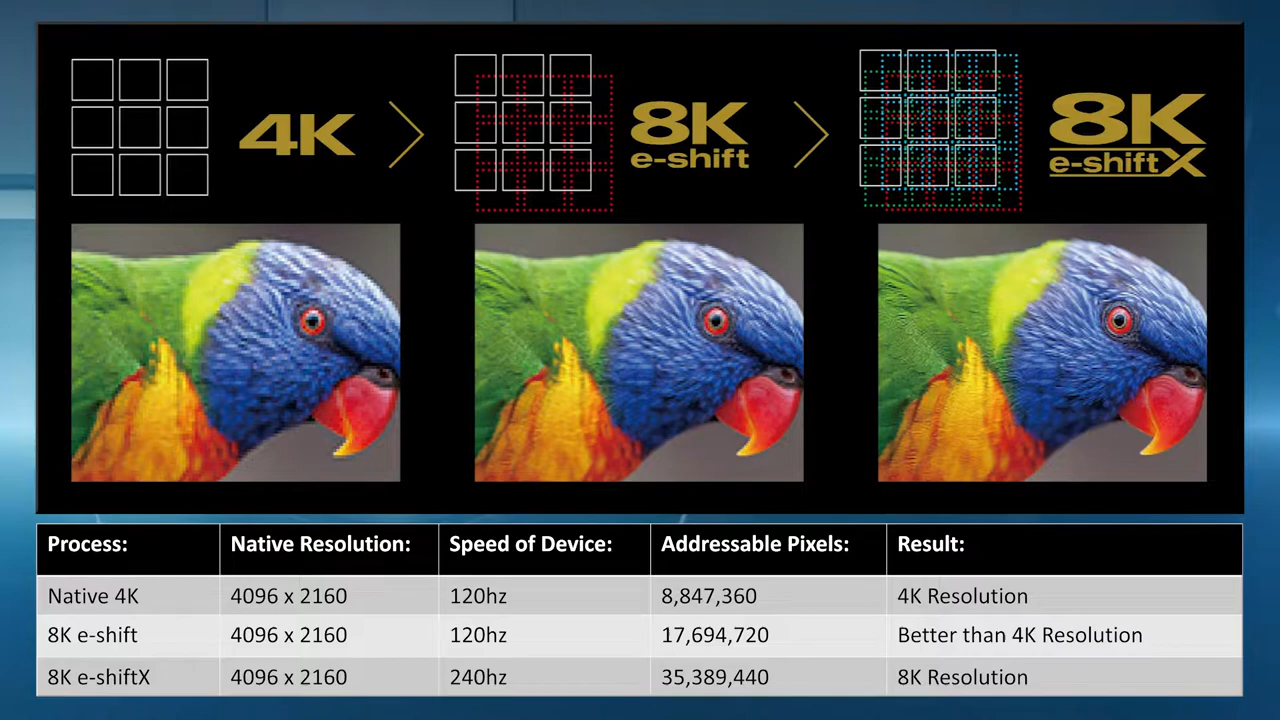 4K
8K
e-shift
8K
e-shiftX
Process: Native Resolution: Speed of Device: Addressable Pixels: Result:
Native 4K 4096 x 2160 120hz 8,847,360 4K Resolution
8K e-shift 4096 x 2160 120hz 17,694,720 Better than 4K Resolution
8K e-shiftX 4096 x 2160 240hz 35,389,440 8K Resolution